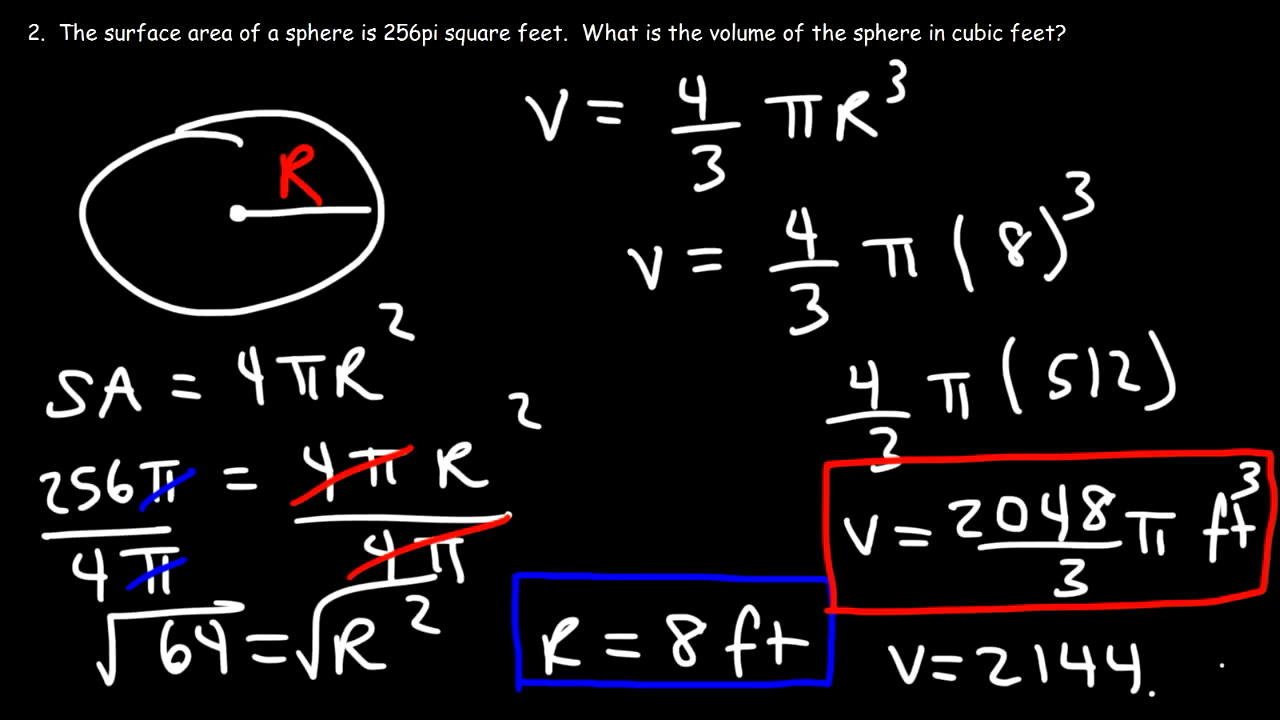 2. The surface area of a sphere is 256pi square feet. What is the volume of the sphere in cubic feet?
R
SA = 4πR²
256π/4π = 4πR²/4π
√64 = √R²
R = 8 ft
V = 4/3 πR³
V = 4/3 π(8)³
4/3 π(512)
V = 2048/3 π ft³
V = 2144.